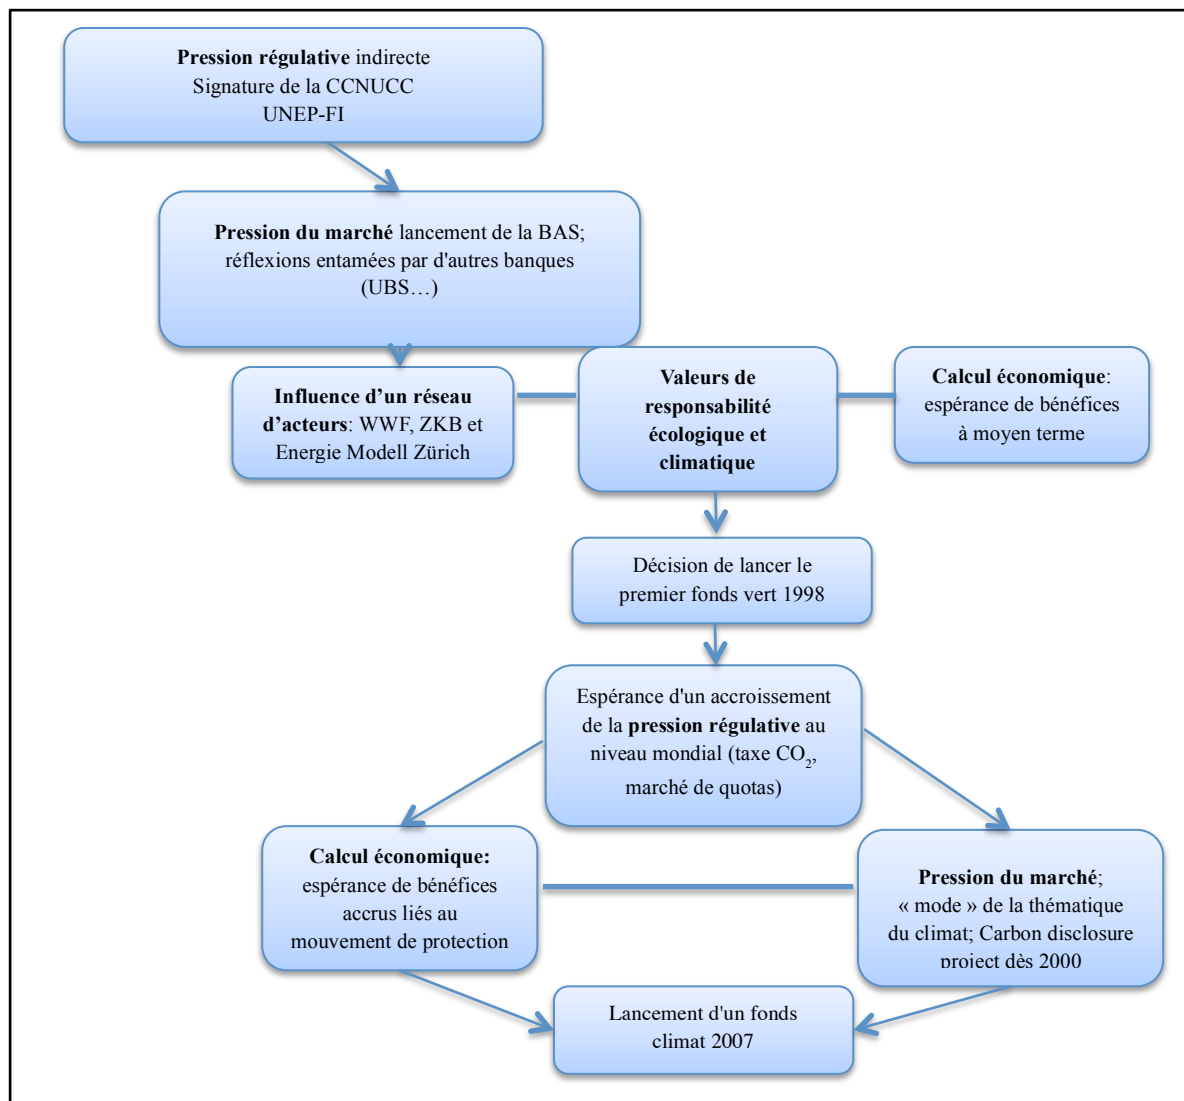 Pression régulative indirecte
Signature de la CCNUCC
UNEP-FI
Pression du marché lancement de la BAS;
réflexions entamées par d'autres banques
(UBS…)
Influence d’un réseau
d’acteurs: WWF, ZKB et
Energie Modell Zürich
Valeurs de
responsabilité
écologique et
climatique
Calcul économique:
espérance de bénéfices
à moyen terme
Décision de lancer le
premier fonds vert 1998
Espérance d'un accroissement
de la pression régulative au
niveau mondial (taxe CO₂,
marché de quotas)
Calcul économique:
espérance de bénéfices
accrus liés au
mouvement de protection
Pression du marché;
« mode » de la thématique
du climat; Carbon disclosure
project dès 2000
Lancement d'un fonds
climat 2007